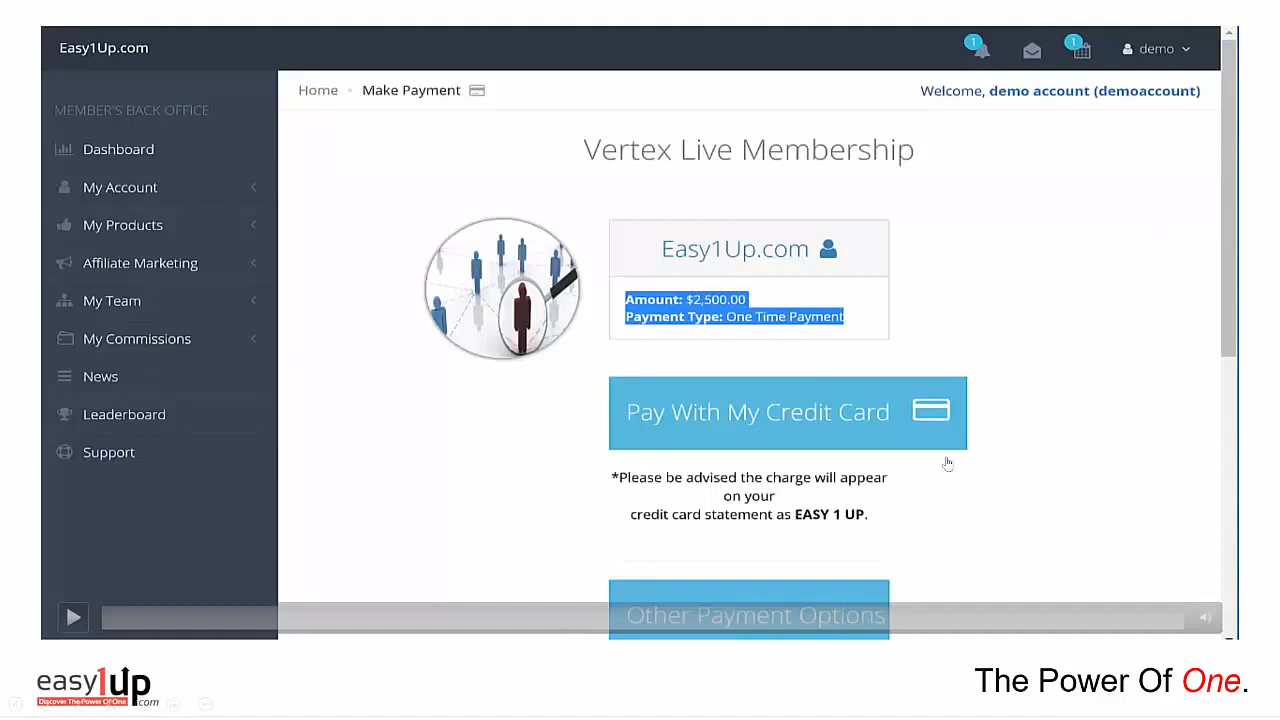 Easy1Up.com
1
1
demo
MEMBER'S BACK OFFICE
Dashboard
My Account
My Products
Affiliate Marketing
My Team
My Commissions
News
Leaderboard
Support
Home
Make Payment
Welcome, demo account (demoaccount)
Vertex Live Membership
Easy1Up.com
Amount: $2,500.00
Payment Type: One Time Payment
Pay With My Credit Card
*Please be advised the charge will appear
on your
credit card statement as EASY 1 UP.
Other Payment Options
easy1up
Discover The Power Of One
.com
The Power Of One.